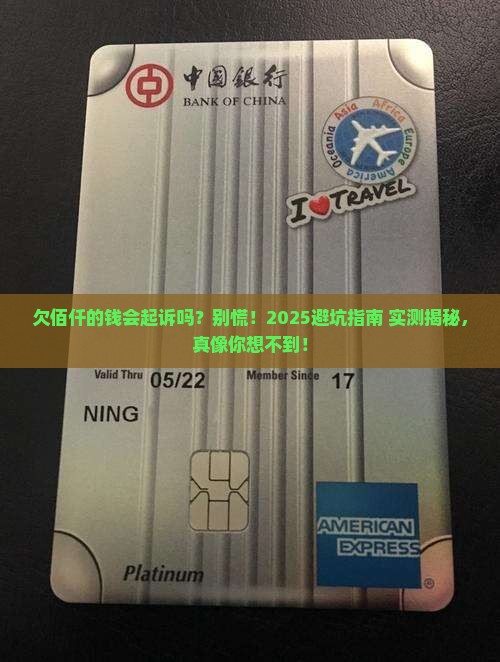 中国銀行
BANK OF CHINA
Oceania Asia Africa Europe America
I❤TRAVEL
欠佰仟的钱会起诉吗？别慌！2025避坑指南 实测揭秘，
真像你想不到！
Valid Thru 05/22 Member Since 17
NING
AMERICAN
EXPRESS
®
Platinum